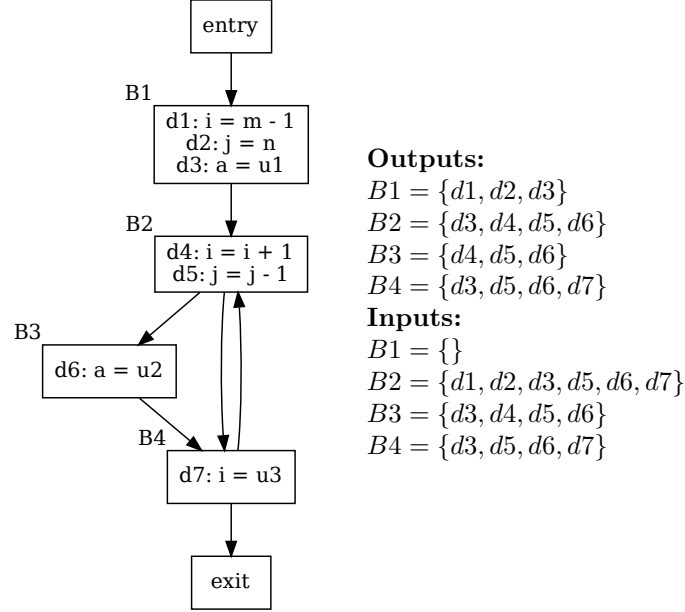 entry
B1
d1: i = m - 1
d2: j = n
d3: a = u1
B2
d4: i = i + 1
d5: j = j - 1
B3
d6: a = u2
B4
d7: i = u3
exit
Outputs:
B1 = {d1, d2, d3}
B2 = {d3, d4, d5, d6}
B3 = {d4, d5, d6}
B4 = {d3, d5, d6, d7}
Inputs:
B1 = {}
B2 = {d1, d2, d3, d5, d6, d7}
B3 = {d3, d4, d5, d6}
B4 = {d3, d5, d6, d7}